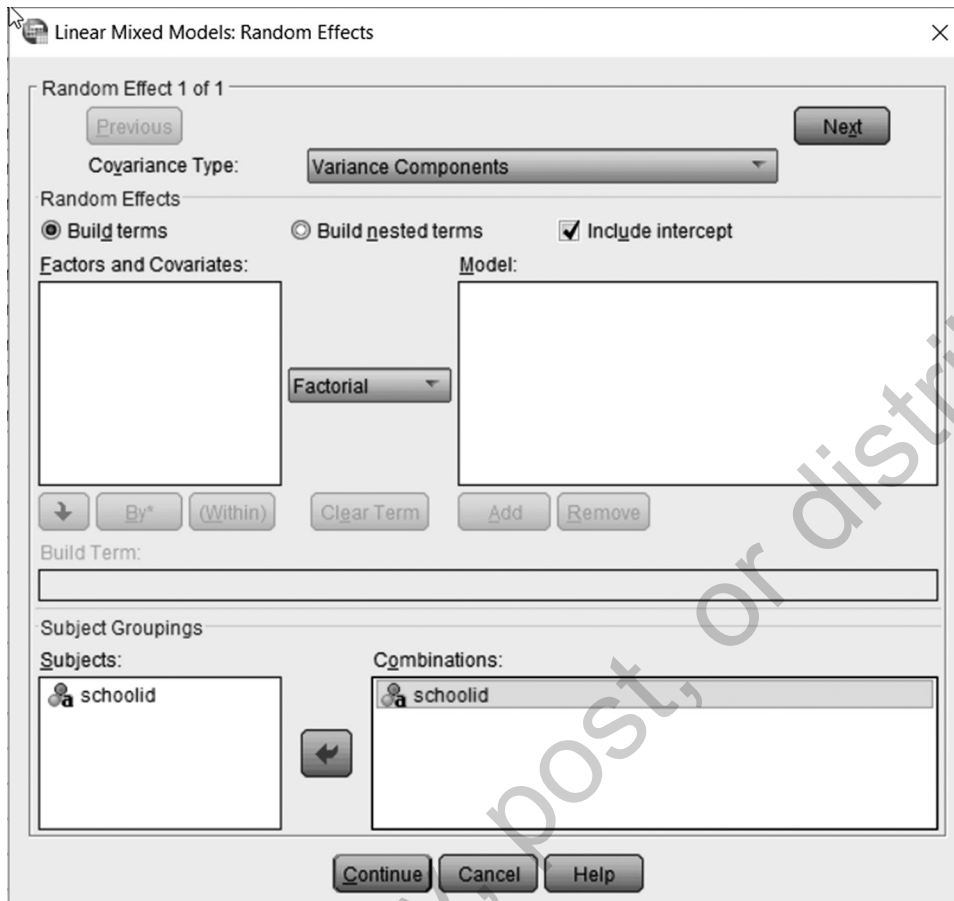 Linear Mixed Models: Random Effects
Random Effect 1 of 1
Previous
Next
Covariance Type:
Variance Components
Random Effects
Build terms
Build nested terms
Include intercept
Factors and Covariates:
Model:
Factorial
By*
(Within)
Clear Term
Add
Remove
Build Term:
Subject Groupings
Subjects:
Combinations:
schoolid
schoolid
Continue
Cancel
Help
post, or